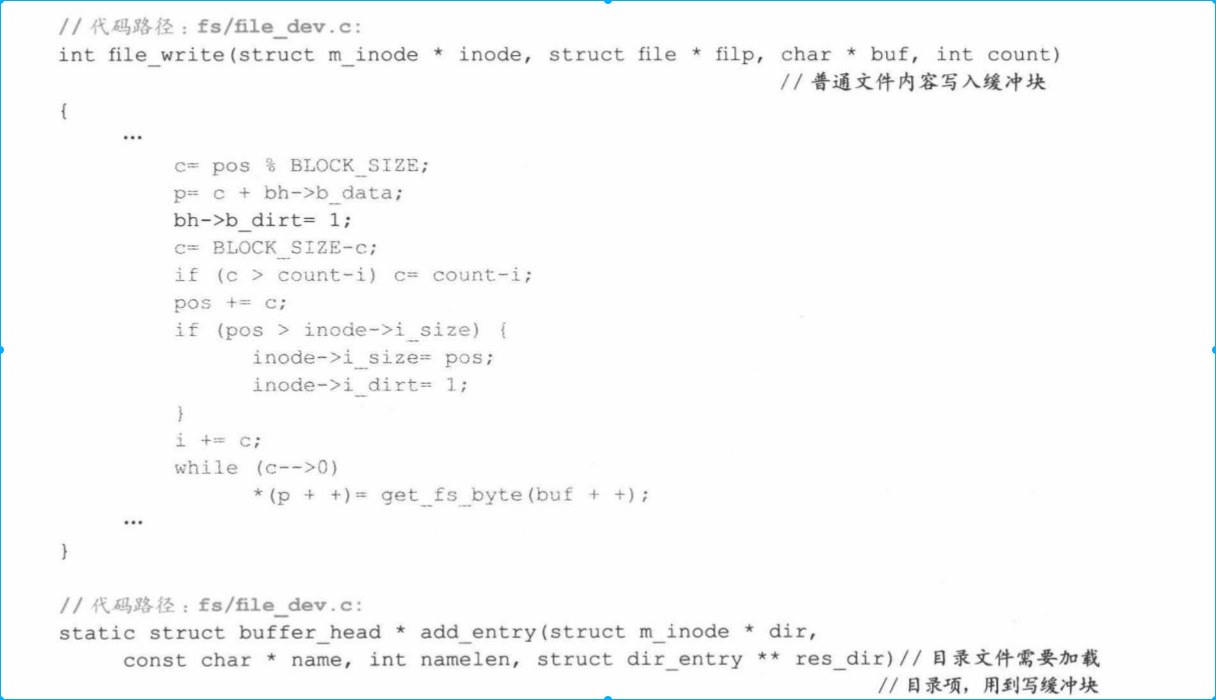 // 代码路径：fs/file_dev.c:
int file_write(struct m_inode * inode, struct file * filp, char * buf, int count)
// 普通文件内容写入缓冲块
{
…
c= pos % BLOCK_SIZE;
p= c + bh->b_data;
bh->b_dirt= 1;
c= BLOCK_SIZE-c;
if (c > count-i) c= count-i;
pos += c;
if (pos > inode->i_size) {
inode->i_size= pos;
inode->i_dirt= 1;
}
i += c;
while (c-->0)
*(p + +)= get_fs_byte(buf + +);
…
}
// 代码路径：fs/file_dev.c:
static struct buffer_head * add_entry(struct m_inode * dir,
const char * name, int namelen, struct dir_entry ** res_dir)// 目录文件需要加载
// 目录项，用到写缓冲块